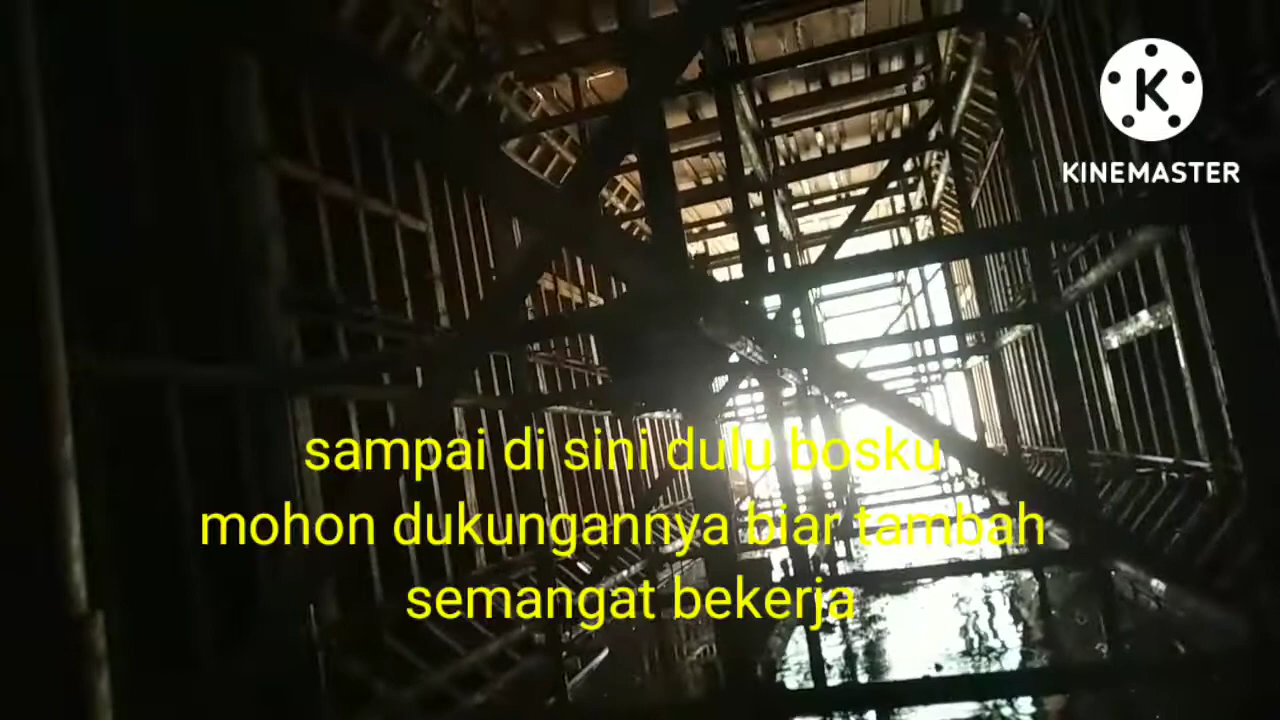 K
KINEMASTER
sampai di sini dulu bosku
mohon dukungannya biar tambah
semangat bekerja